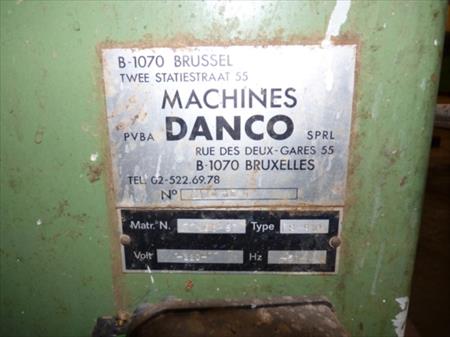 B-1070 BRUSSEL
TWEE STATIESTRAAT 55
MACHINES
PVBA DANCO SPRL
RUE DES DEUX-GARES 55
B-1070 BRUXELLES
TEL. 02-522.69.78
N°
Matr. N. Type
Volt Hz